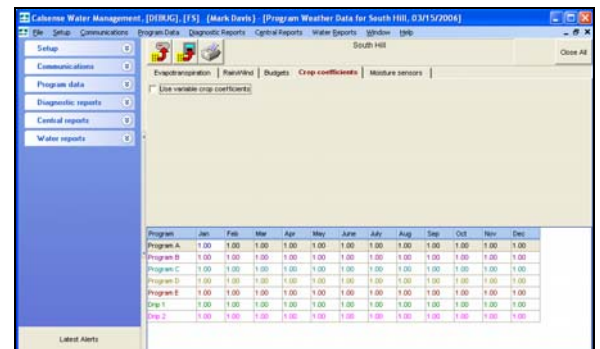 Calsense Water Management, [DEBUG], [FS] {Mark Davis} - [Program Weather Data for South Hill, 03/15/2006]
File Setup Communications Program Data Diagnostic Reports Central Reports Water Reports Window Help
Setup
Communications
Program data
Diagnostic reports
Central reports
Water reports
Latest Alerts
South Hill
Close All
Evapotranspiration Rain/Wind Budgets Crop coefficients Moisture sensors
Use variable crop coefficients
Program Jan Feb Mar Apr May June July Aug Sep Oct Nov Dec
Program A 1.00 1.00 1.00 1.00 1.00 1.00 1.00 1.00 1.00 1.00 1.00 1.00
Program B 1.00 1.00 1.00 1.00 1.00 1.00 1.00 1.00 1.00 1.00 1.00 1.00
Program C 1.00 1.00 1.00 1.00 1.00 1.00 1.00 1.00 1.00 1.00 1.00 1.00
Program D 1.00 1.00 1.00 1.00 1.00 1.00 1.00 1.00 1.00 1.00 1.00 1.00
Program E 1.00 1.00 1.00 1.00 1.00 1.00 1.00 1.00 1.00 1.00 1.00 1.00
Drip 1 1.00 1.00 1.00 1.00 1.00 1.00 1.00 1.00 1.00 1.00 1.00 1.00
Drip 2 1.00 1.00 1.00 1.00 1.00 1.00 1.00 1.00 1.00 1.00 1.00 1.00